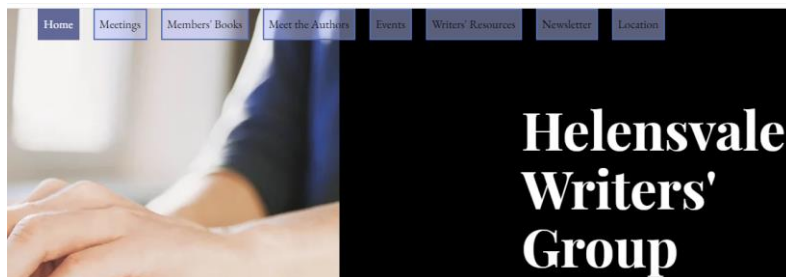 Home Meetings Members' Books Meet the Authors Events Writers' Resources Newsletter Location
Helensvale
Writers'
Group